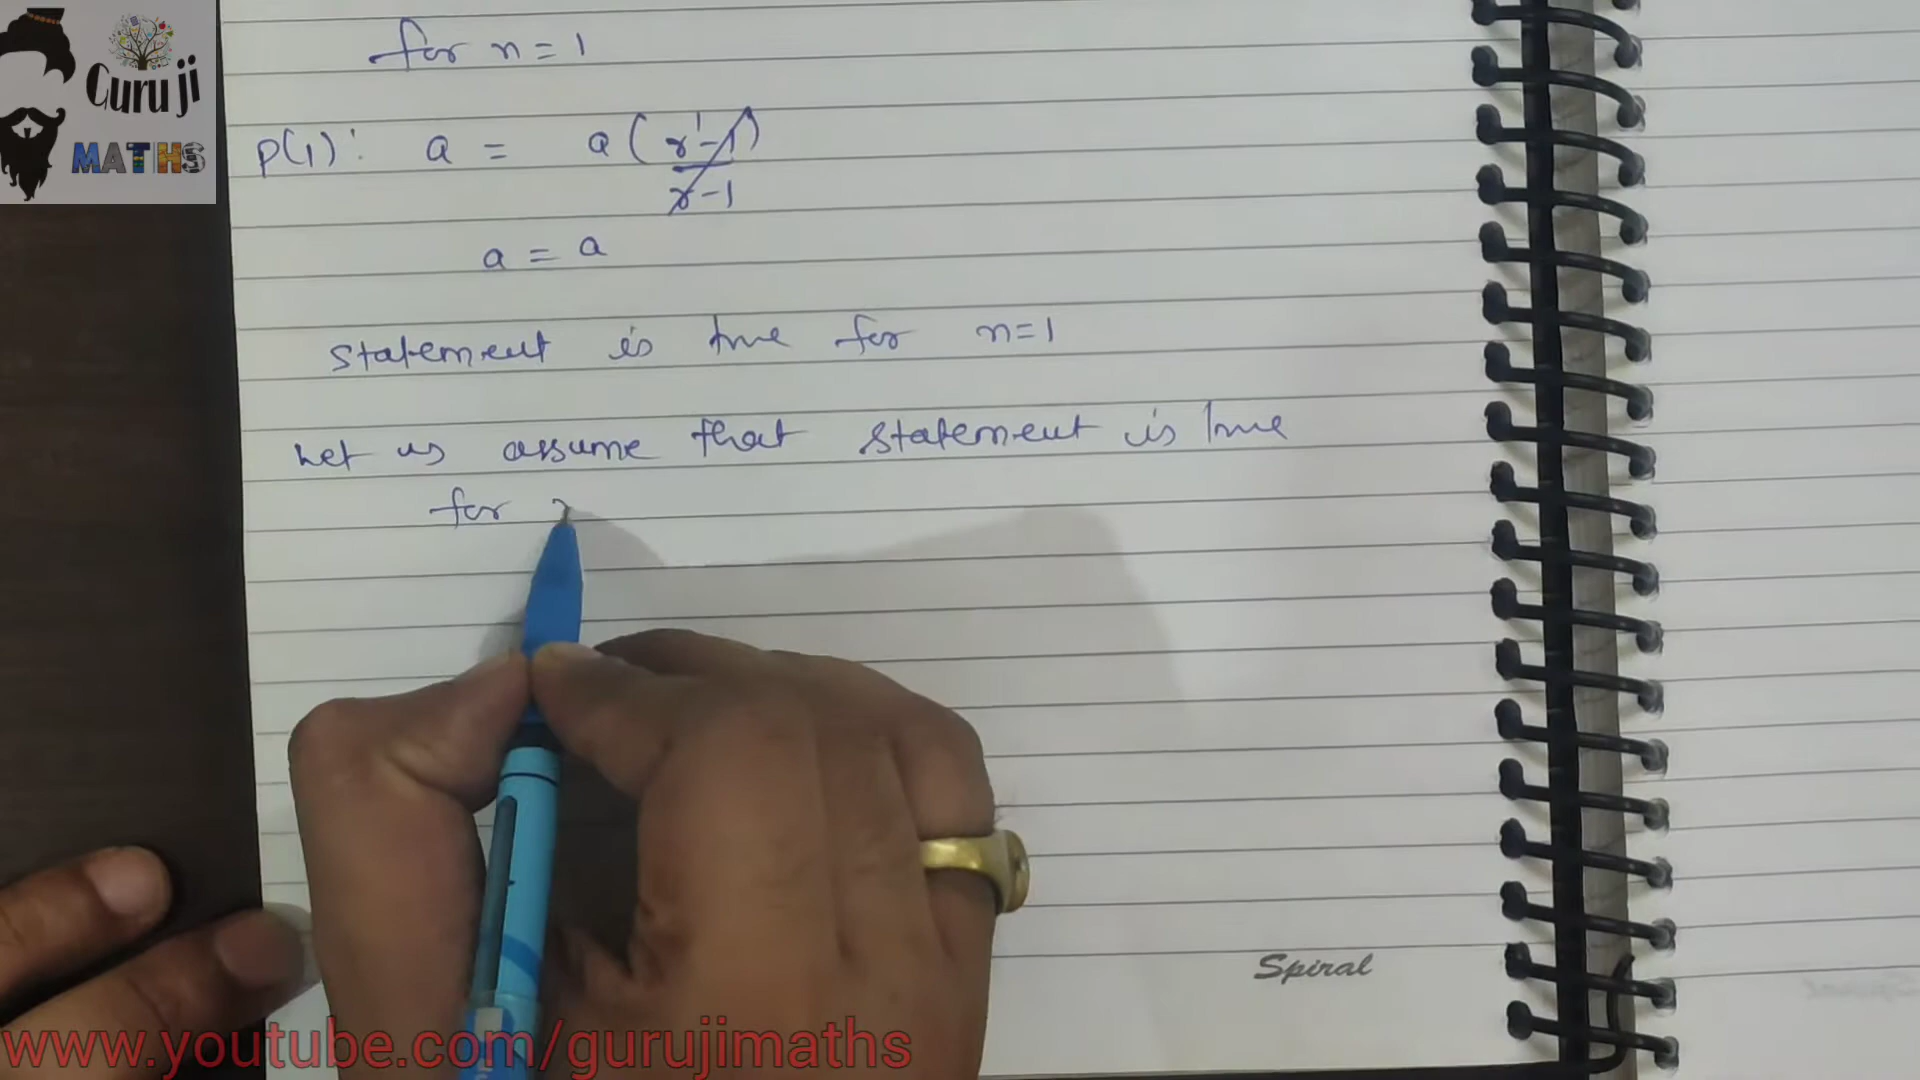 Guru ji
MATHS
for n = 1
P(1): a = a (r¹-1)
r-1
a = a
statement is true for n=1
Let us assume that statement is true
for
Spiral
www.youtube.com/gurujimaths